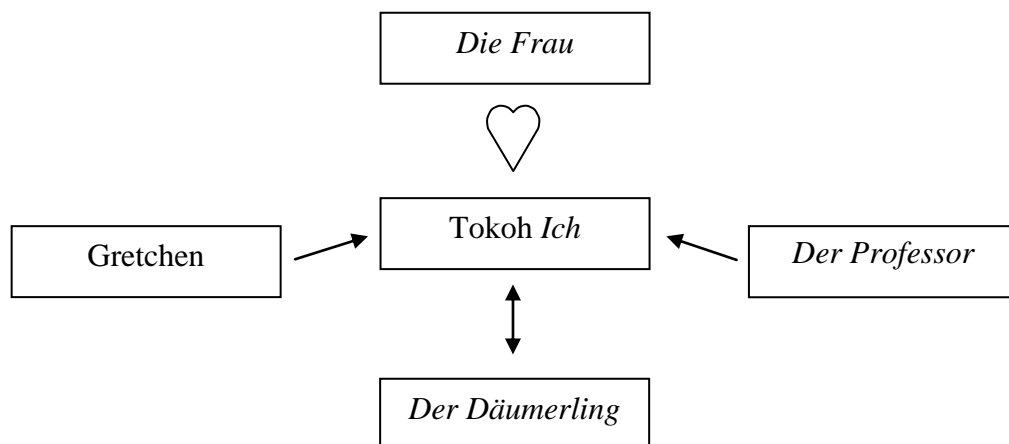 Die Frau
Tokoh Ich
Gretchen
Der Professor
Der Däumerling